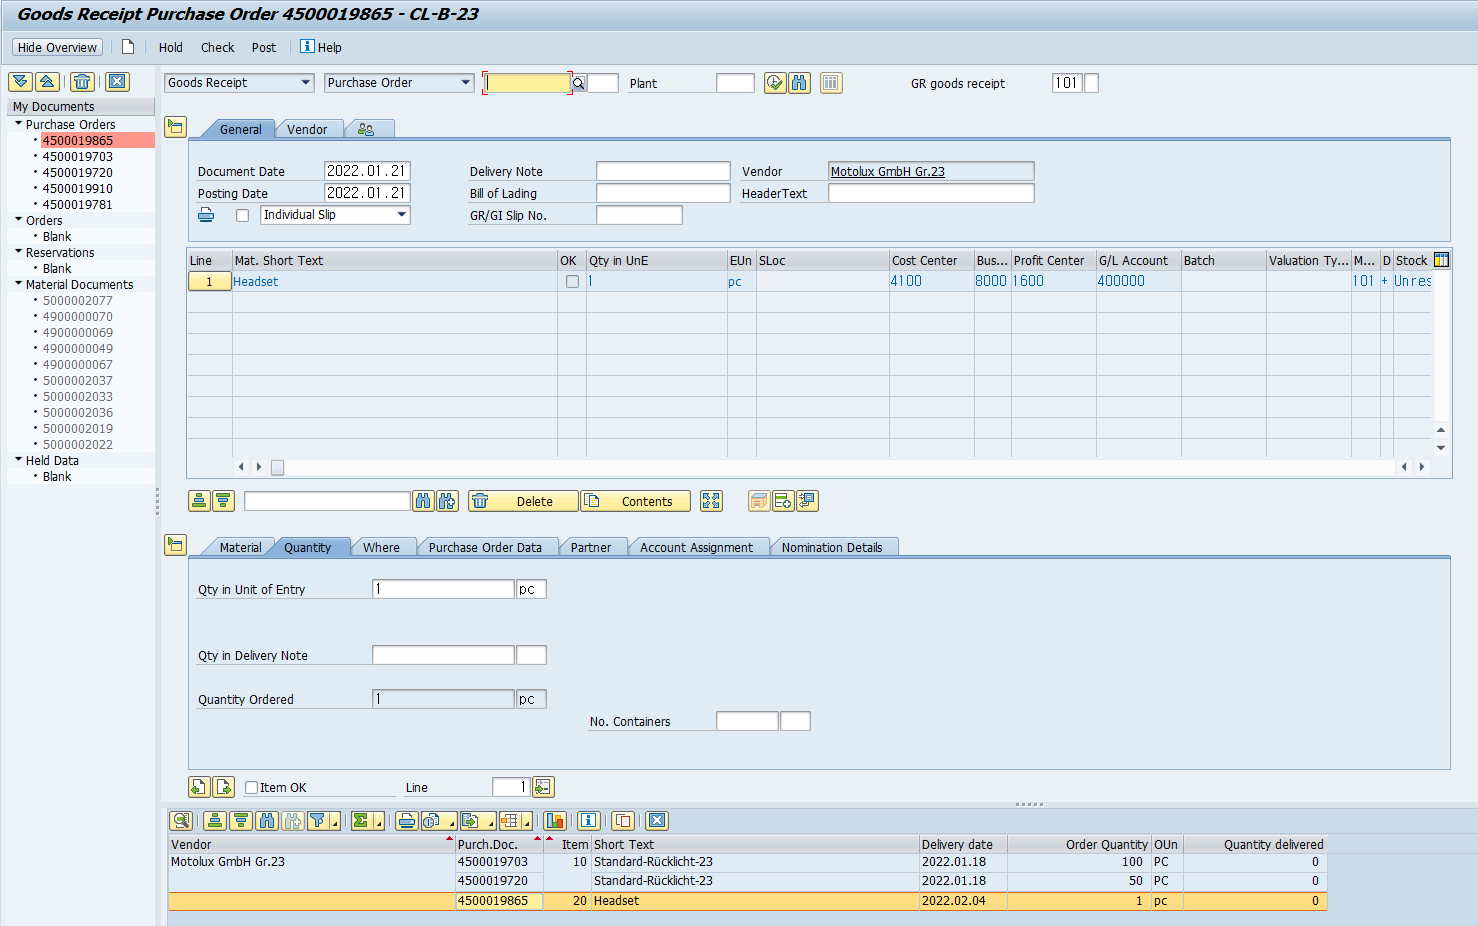 Goods Receipt Purchase Order 4500019865 - CL-B-23
Hide Overview Hold Check Post Help
Goods Receipt Purchase Order Plant GR goods receipt 101
My Documents
Purchase Orders
4500019865
4500019703
4500019720
4500019910
4500019781
Orders
Blank
Reservations
Blank
Material Documents
5000002077
4900000070
4900000069
4900000049
4900000067
5000002037
5000002033
5000002036
5000002019
5000002022
Held Data
Blank
General Vendor
Document Date 2022.01.21 Delivery Note Vendor Motolux GmbH Gr.23
Posting Date 2022.01.21 Bill of Lading HeaderText
Individual Slip GR/GI Slip No.
Line Mat. Short Text OK Qty in UnE EUn SLoc Cost Center Bus... Profit Center G/L Account Batch Valuation Ty... M... D Stock
1 Headset 1 pc 4100 8000 1600 400000 101 + Unres
Delete Contents
Material Quantity Where Purchase Order Data Partner Account Assignment Nomination Details
Qty in Unit of Entry 1 pc
Qty in Delivery Note
Quantity Ordered 1 pc
No. Containers
Item OK Line 1
Vendor Purch.Doc. Item Short Text Delivery date Order Quantity OUn Quantity delivered
Motolux GmbH Gr.23 4500019703 10 Standard-Rücklicht-23 2022.01.18 100 PC 0
4500019720 Standard-Rücklicht-23 2022.01.18 50 PC 0
4500019865 20 Headset 2022.02.04 1 pc 0